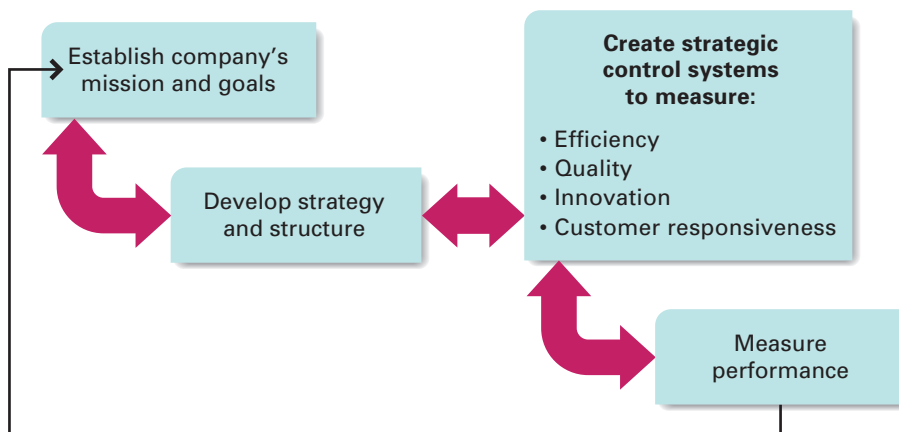 Establish company's
mission and goals
Develop strategy
and structure
Create strategic
control systems
to measure:
• Efficiency
• Quality
• Innovation
• Customer responsiveness
Measure
performance